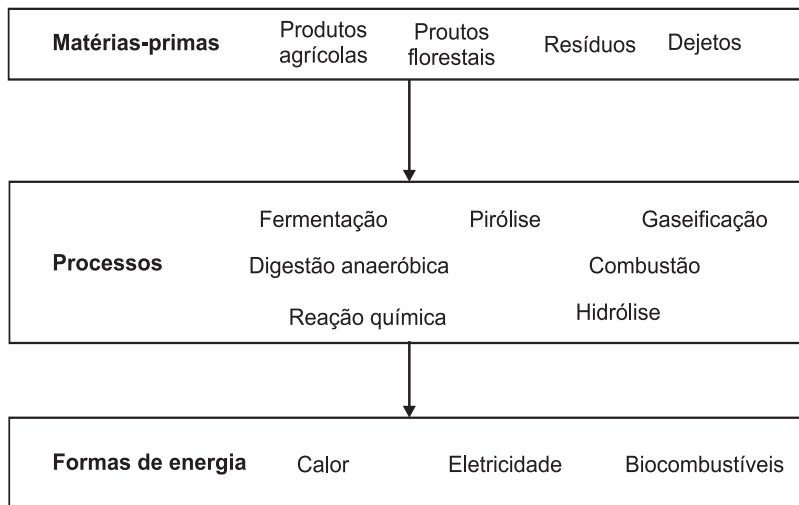 Matérias-primas
Produtos
agrícolas
Proutos
florestais
Resíduos
Dejetos
Processos
Fermentação
Pirólise
Gaseificação
Digestão anaeróbica
Combustão
Reação química
Hidrólise
Formas de energia
Calor
Eletricidade
Biocombustíveis